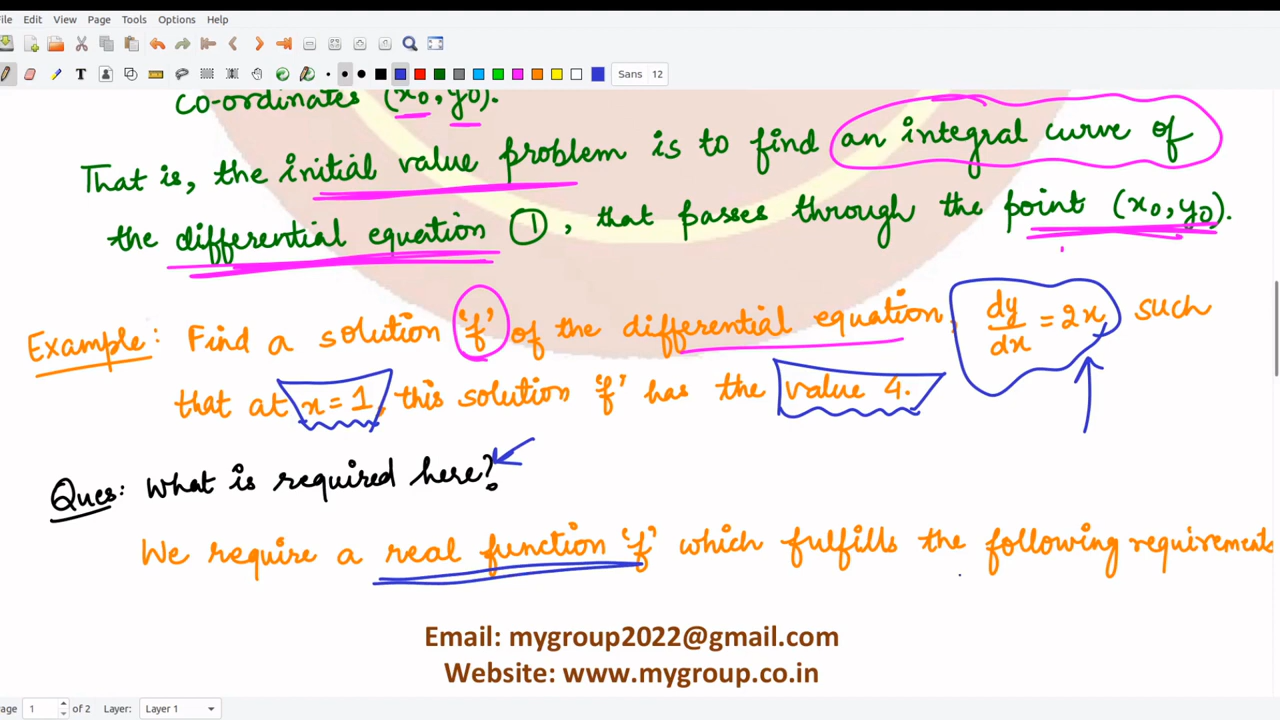 File Edit View Page Tools Options Help
Sans 12
co-ordinates (x₀, y₀).
That is, the initial value problem is to find an integral curve of
the differential equation ①, that passes through the point (x₀, y₀).
Example: Find a solution 'f' of the differential equation, dy/dx = 2x, such
that at x = 1, this solution 'f' has the value 4.
Ques: What is required here?
We require a real function 'f' which fulfills the following requirements
Email: mygroup2022@gmail.com
Website: www.mygroup.co.in
Page 1 of 2 Layer: Layer 1